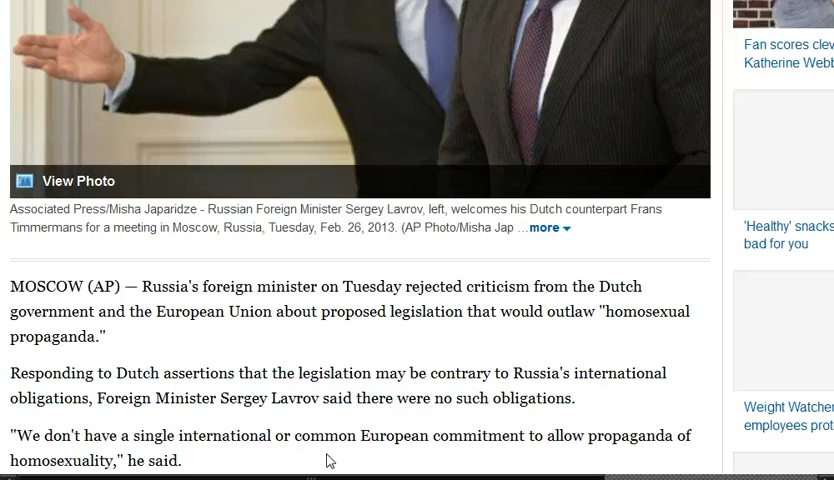 View Photo
Associated Press/Misha Japaridze - Russian Foreign Minister Sergey Lavrov, left, welcomes his Dutch counterpart Frans
Timmermans for a meeting in Moscow, Russia, Tuesday, Feb. 26, 2013. (AP Photo/Misha Jap ...more
MOSCOW (AP) — Russia's foreign minister on Tuesday rejected criticism from the Dutch
government and the European Union about proposed legislation that would outlaw "homosexual
propaganda."
Responding to Dutch assertions that the legislation may be contrary to Russia's international
obligations, Foreign Minister Sergey Lavrov said there were no such obligations.
"We don't have a single international or common European commitment to allow propaganda of
homosexuality," he said.
Fan scores
Katherine
'Healthy' snacks
bad for you
Weight
employees